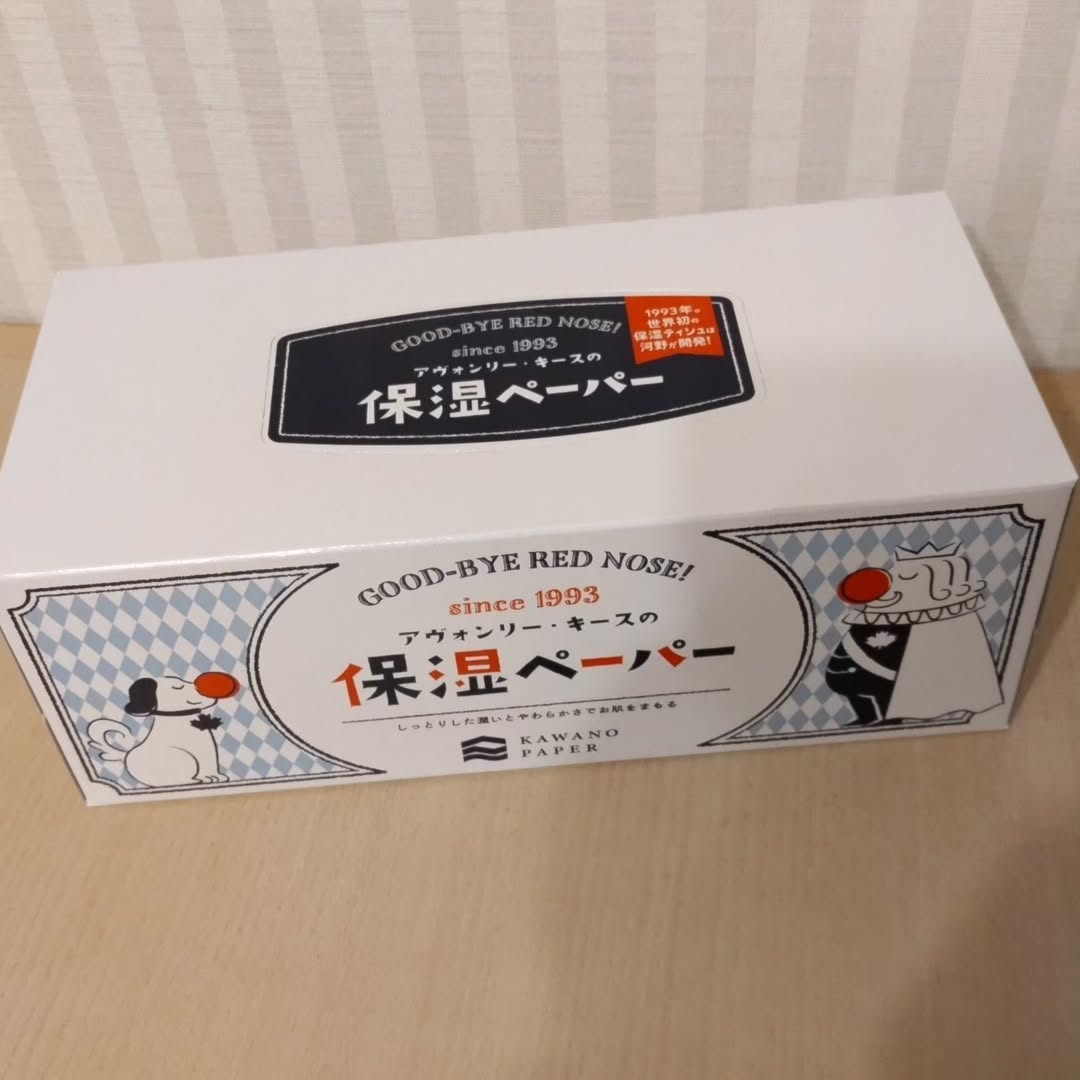 GOOD-BYE RED NOSE!
since 1993
アヴォンリー・キースの
保湿ペーパー
1993年。
世界初の
保湿ティシュは
河野が開発!
GOOD-BYE RED NOSE!
since 1993
アヴォンリー・キースの
保湿ペーパー
しっとりした潤いとやわらかさでお肌をまもる
KAWANO
PAPER